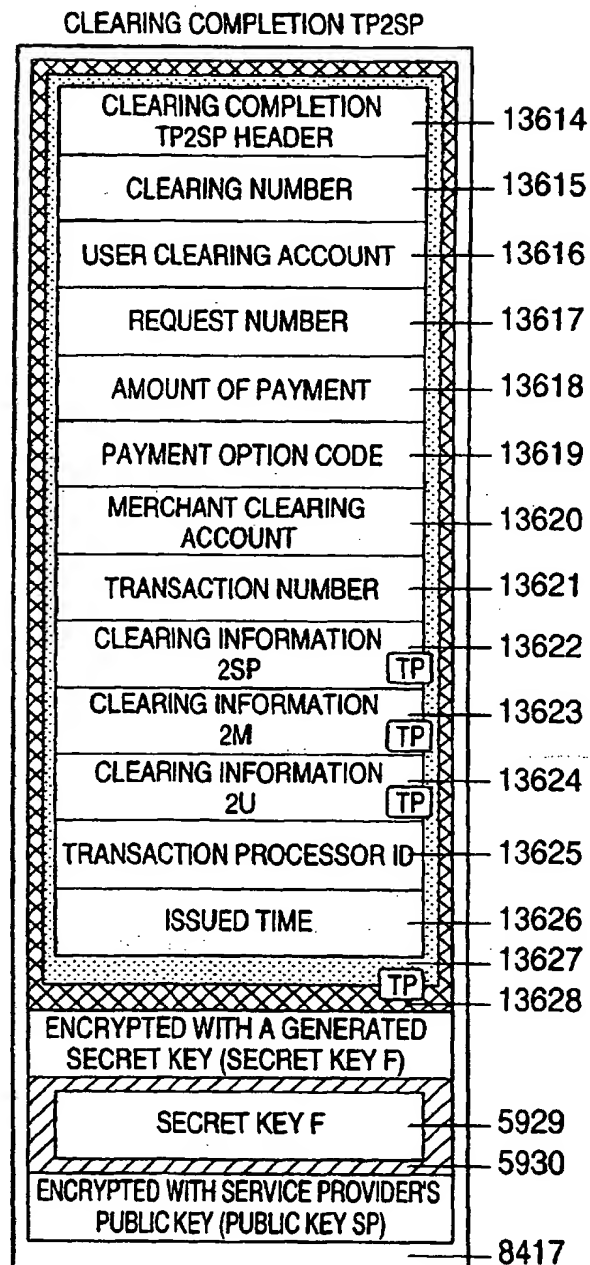 CLEARING COMPLETION TP2SP
CLEARING COMPLETION
TP2SP HEADER
13614
CLEARING NUMBER
13615
USER CLEARING ACCOUNT
13616
REQUEST NUMBER
13617
AMOUNT OF PAYMENT
13618
PAYMENT OPTION CODE
13619
MERCHANT CLEARING
ACCOUNT
13620
TRANSACTION NUMBER
13621
CLEARING INFORMATION
2SP
TP
13622
CLEARING INFORMATION
2M
TP
13623
CLEARING INFORMATION
2U
TP
13624
TRANSACTION PROCESSOR ID
13625
ISSUED TIME
13626
13627
TP
13628
ENCRYPTED WITH A GENERATED
SECRET KEY (SECRET KEY F)
SECRET KEY F
5929
5930
ENCRYPTED WITH SERVICE PROVIDER'S
PUBLIC KEY (PUBLIC KEY SP)
8417